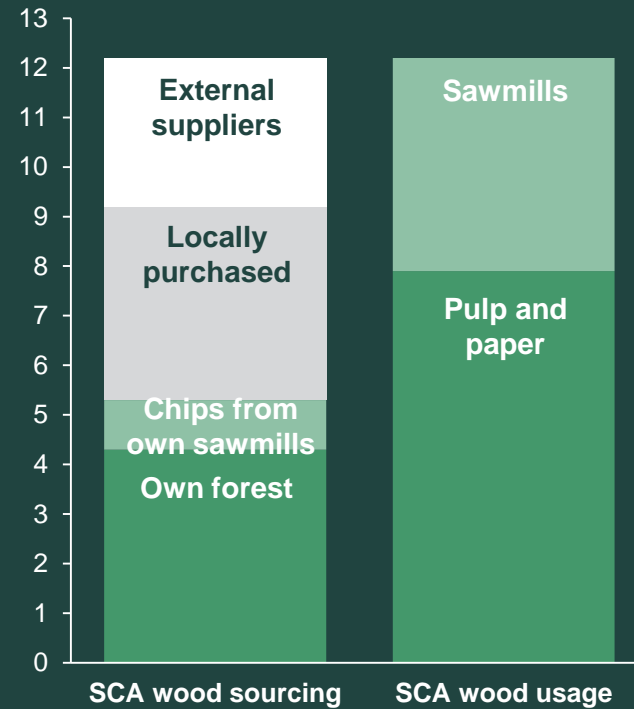 13
12
11
10
9
8
7
6
5
4
3
2
1
0
External
suppliers
Locally
purchased
Chips from
own sawmills
Own forest
Sawmills
Pulp and
paper
SCA wood sourcing
SCA wood usage